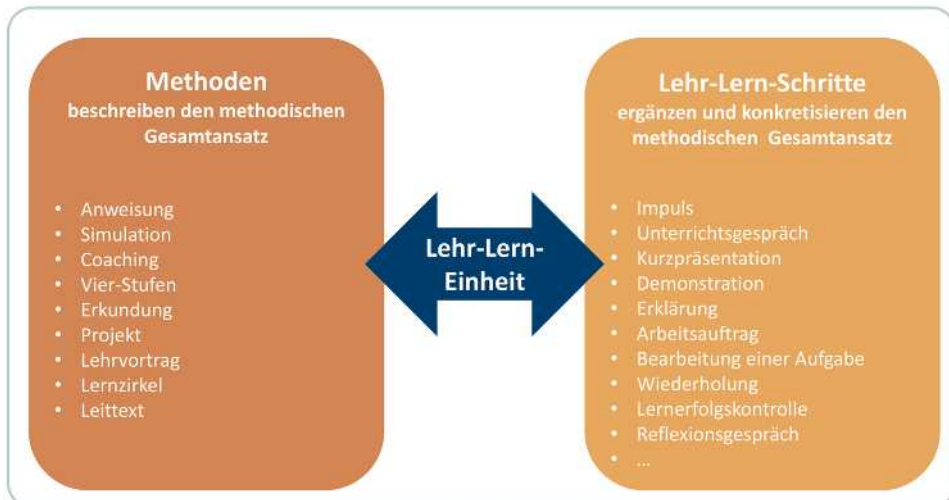 Methoden
beschreiben den methodischen
Gesamtansatz
• Anweisung
• Simulation
• Coaching
• Vier-Stufen
• Erkundung
• Projekt
• Lehrvortrag
• Lernzirkel
• Leittext
Lehr-Lern-
Einheit
Lehr-Lern-Schritte
ergänzen und konkretisieren den
methodischen Gesamtansatz
• Impuls
• Unterrichtsgespräch
• Kurzpräsentation
• Demonstration
• Erklärung
• Arbeitsauftrag
• Bearbeitung einer Aufgabe
• Wiederholung
• Lernerfolgskontrolle
• Reflexionsgespräch
• ...